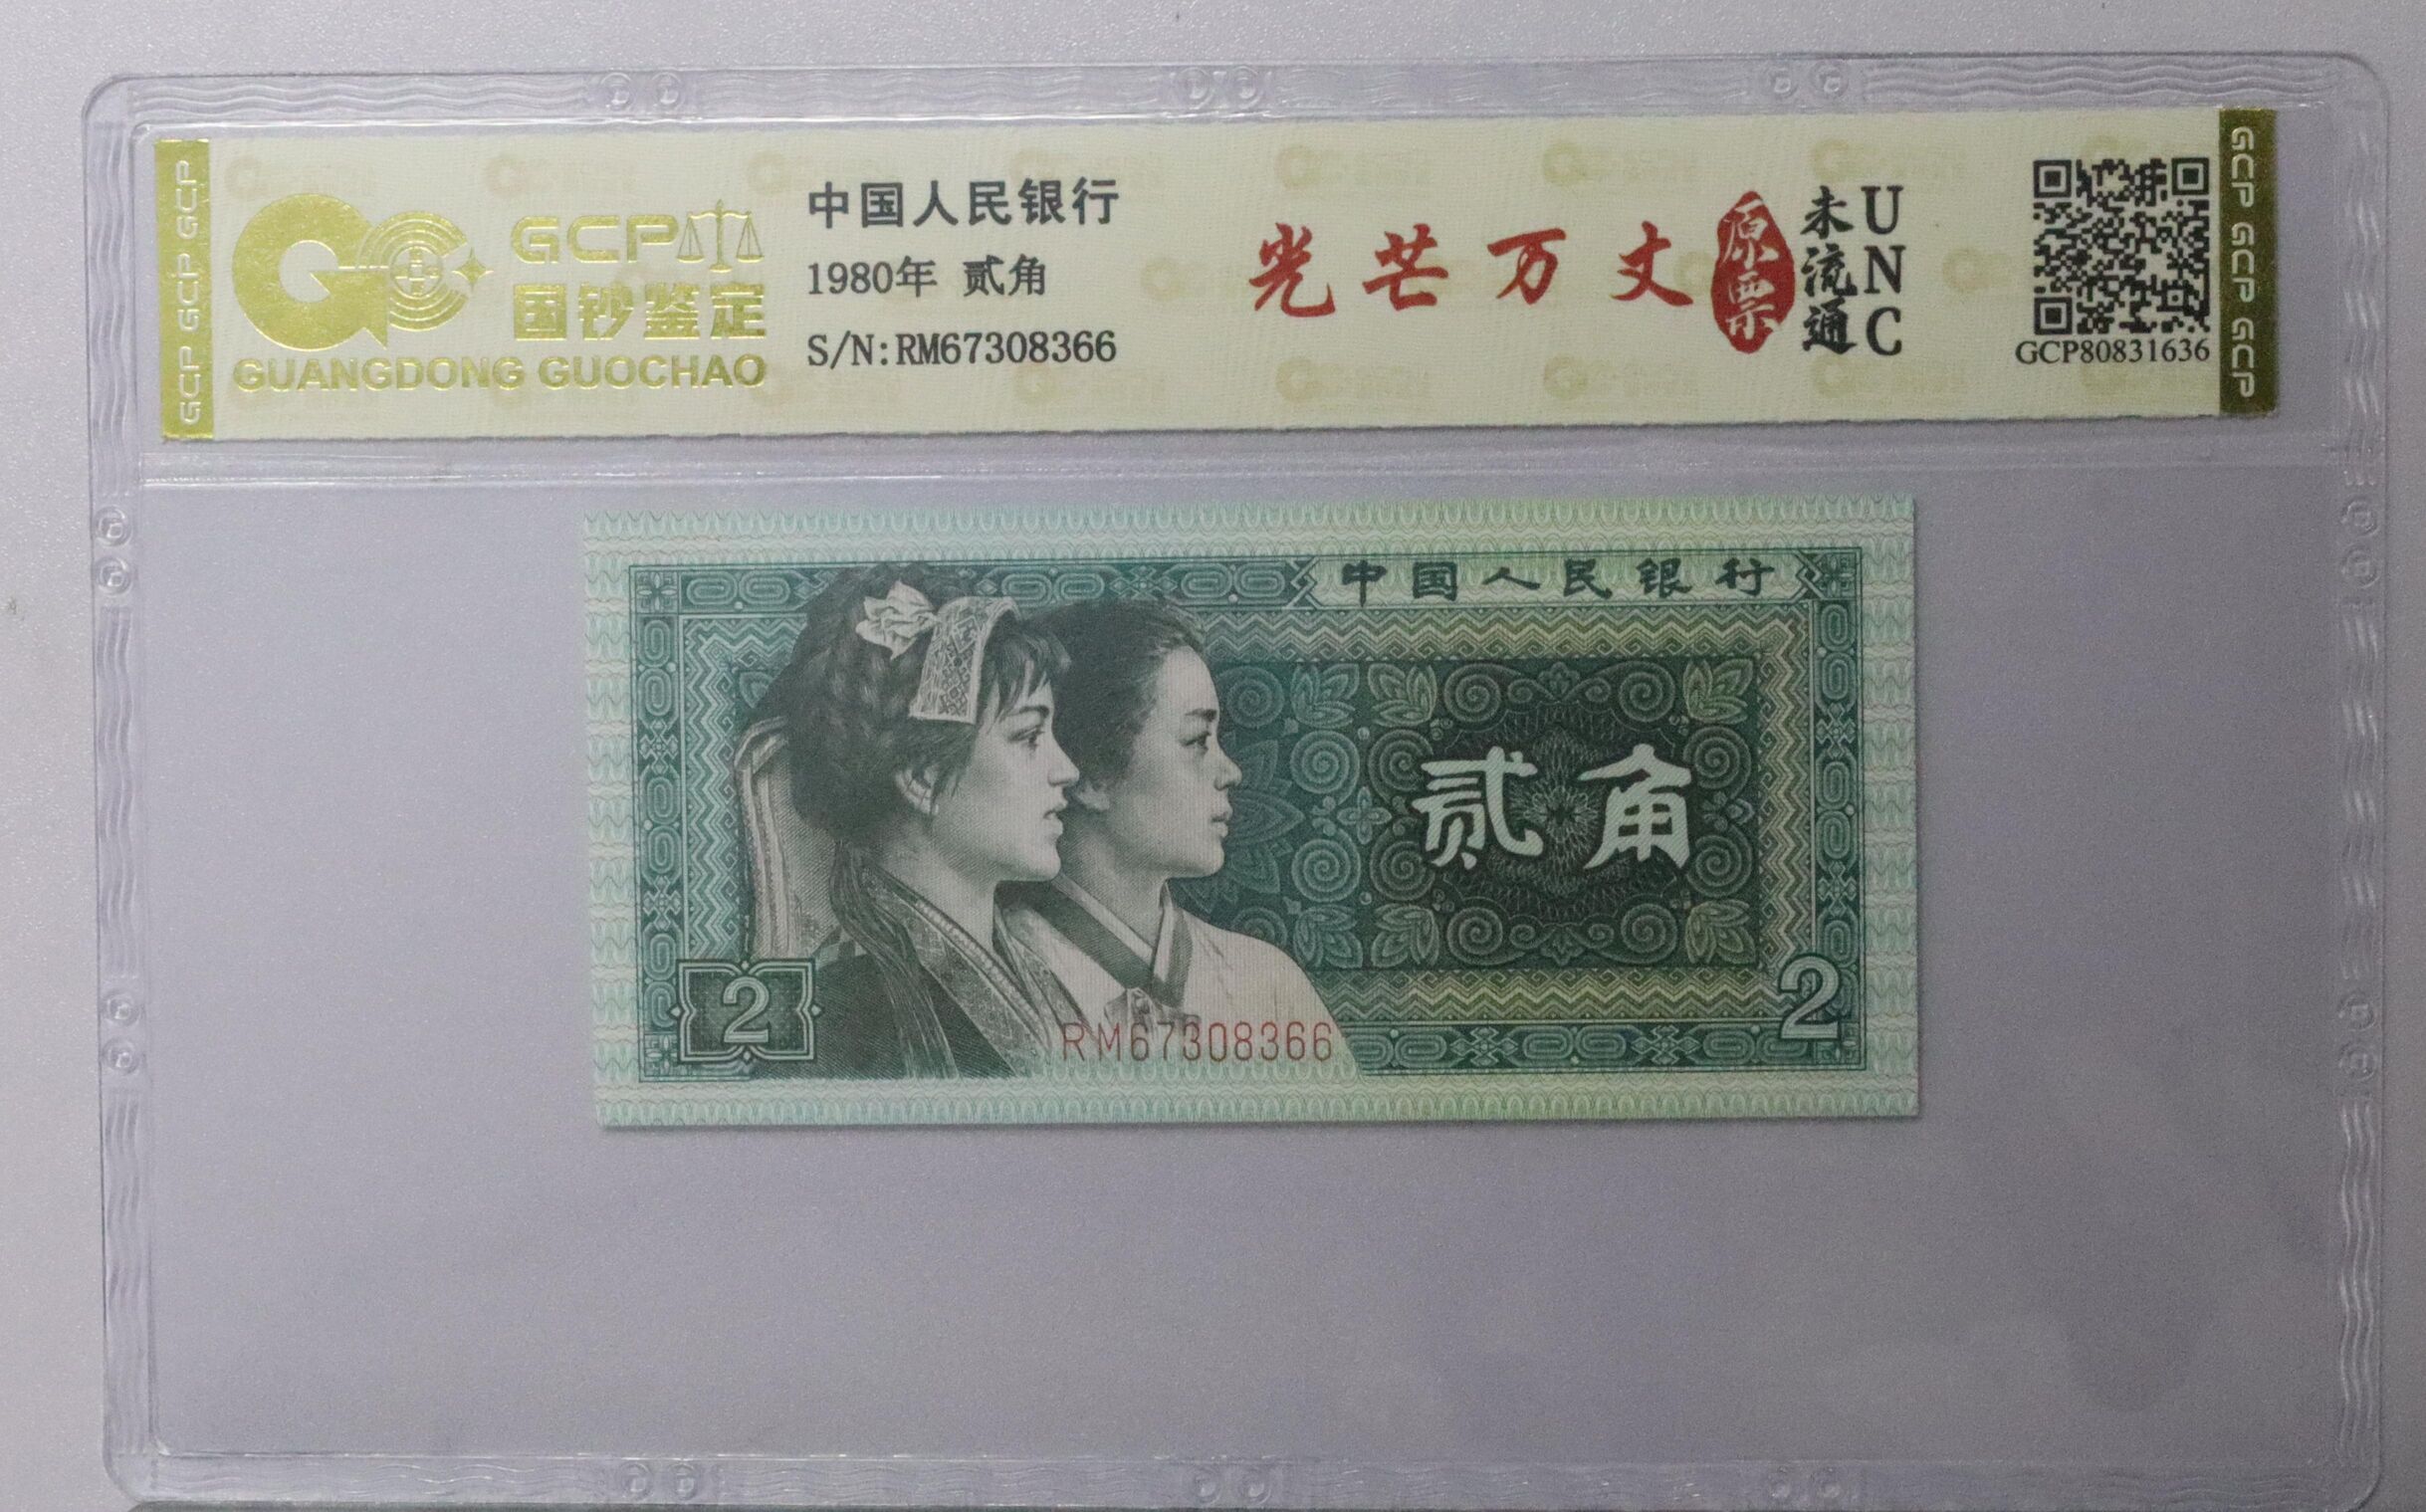 GCP GCP GCP
GCP
国钞鉴定
GUANGDONG GUOCHAO
中国人民银行
1980年 贰角
S/N:RM67308366
光芒万丈
原票
未流通
UNC
GCP80831636
GCP GCP GCP
中国人民银行
贰角
2
2
RM67308366